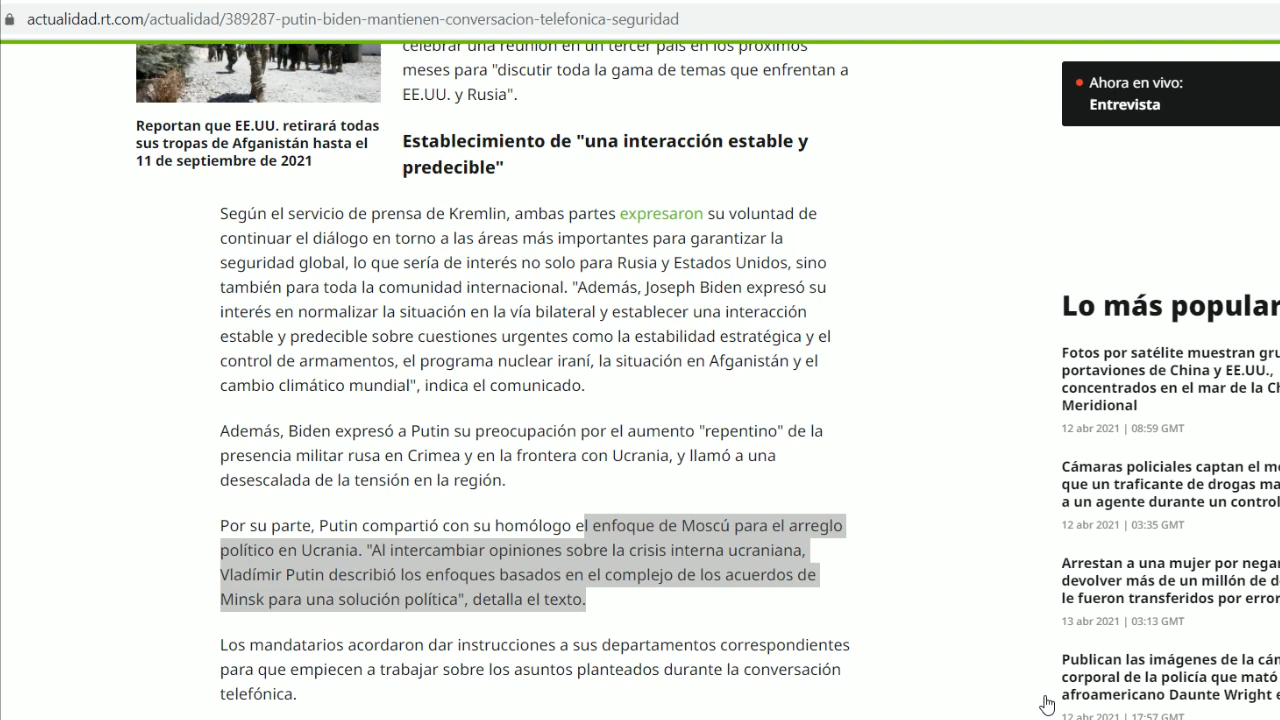 actualidad.rt.com/actualidad/389287-putin-biden-mantienen-conversacion-telefonica-seguridad
celebrar una reunión en un tercer país en los próximos
meses para "discutir toda la gama de temas que enfrentan a
EE.UU. y Rusia".
Reportan que EE.UU. retirará todas
sus tropas de Afganistán hasta el
11 de septiembre de 2021
Establecimiento de "una interacción estable y
predecible"
Según el servicio de prensa de Kremlin, ambas partes expresaron su voluntad de
continuar el diálogo en torno a las áreas más importantes para garantizar la
seguridad global, lo que sería de interés no solo para Rusia y Estados Unidos, sino
también para toda la comunidad internacional. "Además, Joseph Biden expresó su
interés en normalizar la situación en la vía bilateral y establecer una interacción
estable y predecible sobre cuestiones urgentes como la estabilidad estratégica y el
control de armamentos, el programa nuclear iraní, la situación en Afganistán y el
cambio climático mundial", indica el comunicado.
Además, Biden expresó a Putin su preocupación por el aumento "repentino" de la
presencia militar rusa en Crimea y en la frontera con Ucrania, y llamó a una
desescalada de la tensión en la región.
Por su parte, Putin compartió con su homólogo el enfoque de Moscú para el arreglo
político en Ucrania. "Al intercambiar opiniones sobre la crisis interna ucraniana,
Vladímir Putin describió los enfoques basados en el complejo de los acuerdos de
Minsk para una solución política", detalla el texto.
Los mandatarios acordaron dar instrucciones a sus departamentos correspondientes
para que empiecen a trabajar sobre los asuntos planteados durante la conversación
telefónica.
Ahora en vivo:
Entrevista
Lo más popular
Fotos por satélite muestran gru
portaviones de China y EE.UU.,
concentrados en el mar de la Ch
Meridional
12 abr 2021 | 08:59 GMT
Cámaras policiales captan el mo
que un traficante de drogas ma
a un agente durante un control
12 abr 2021 | 03:35 GMT
Arrestan a una mujer por negar
devolver más de un millón de d
le fueron transferidos por error
13 abr 2021 | 03:13 GMT
Publican las imágenes de la cám
corporal de la policía que mató
afroamericano Daunte Wright e
12 abr 2021 | 17:57 GMT